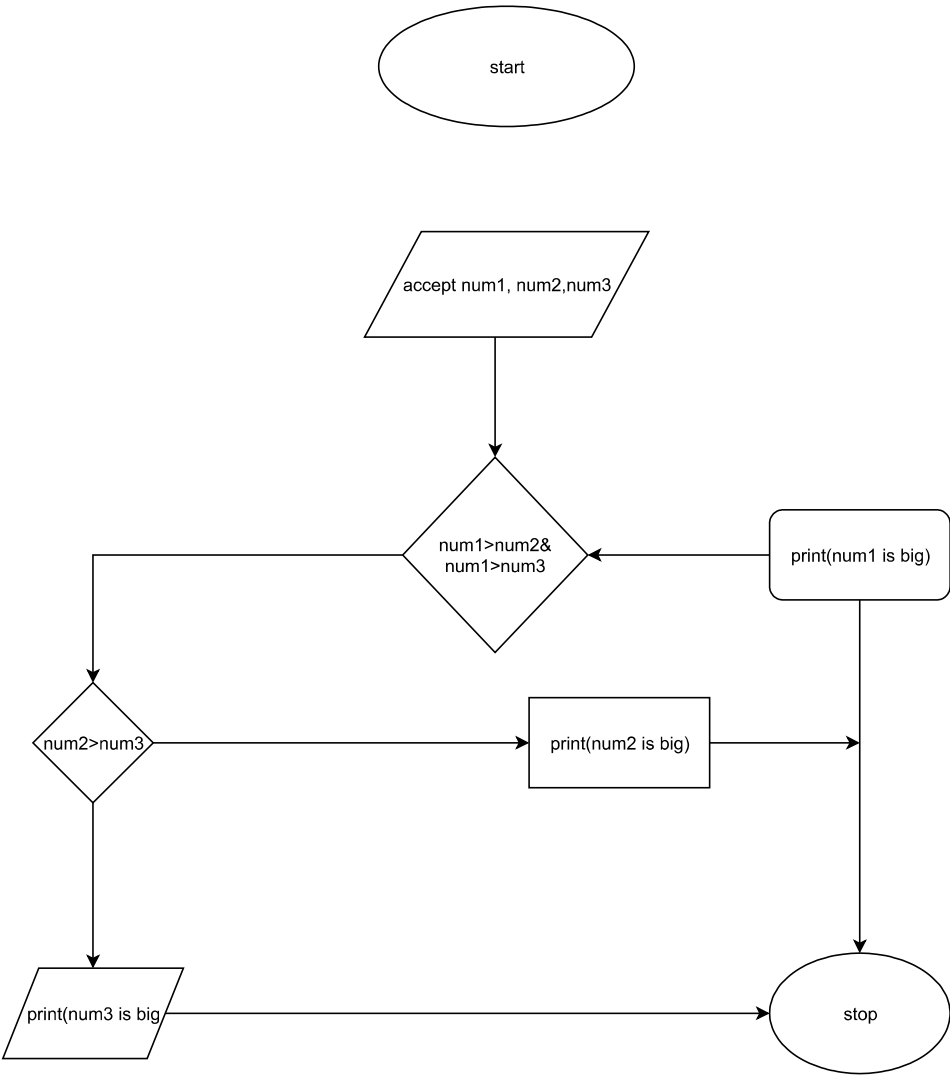 start
accept num1, num2,num3
num1>num2&
num1>num3
print(num1 is big)
num2>num3
print(num2 is big)
print(num3 is big
stop